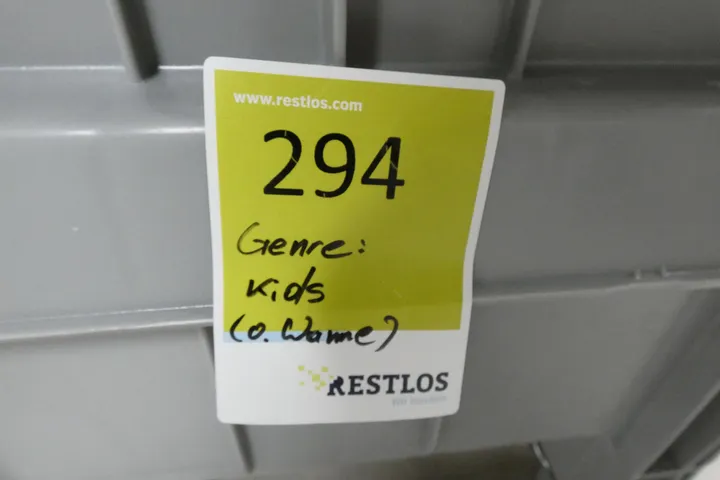 www.restlos.com
294
Genre:
Kids
(o. Wanne)
RESTLOS